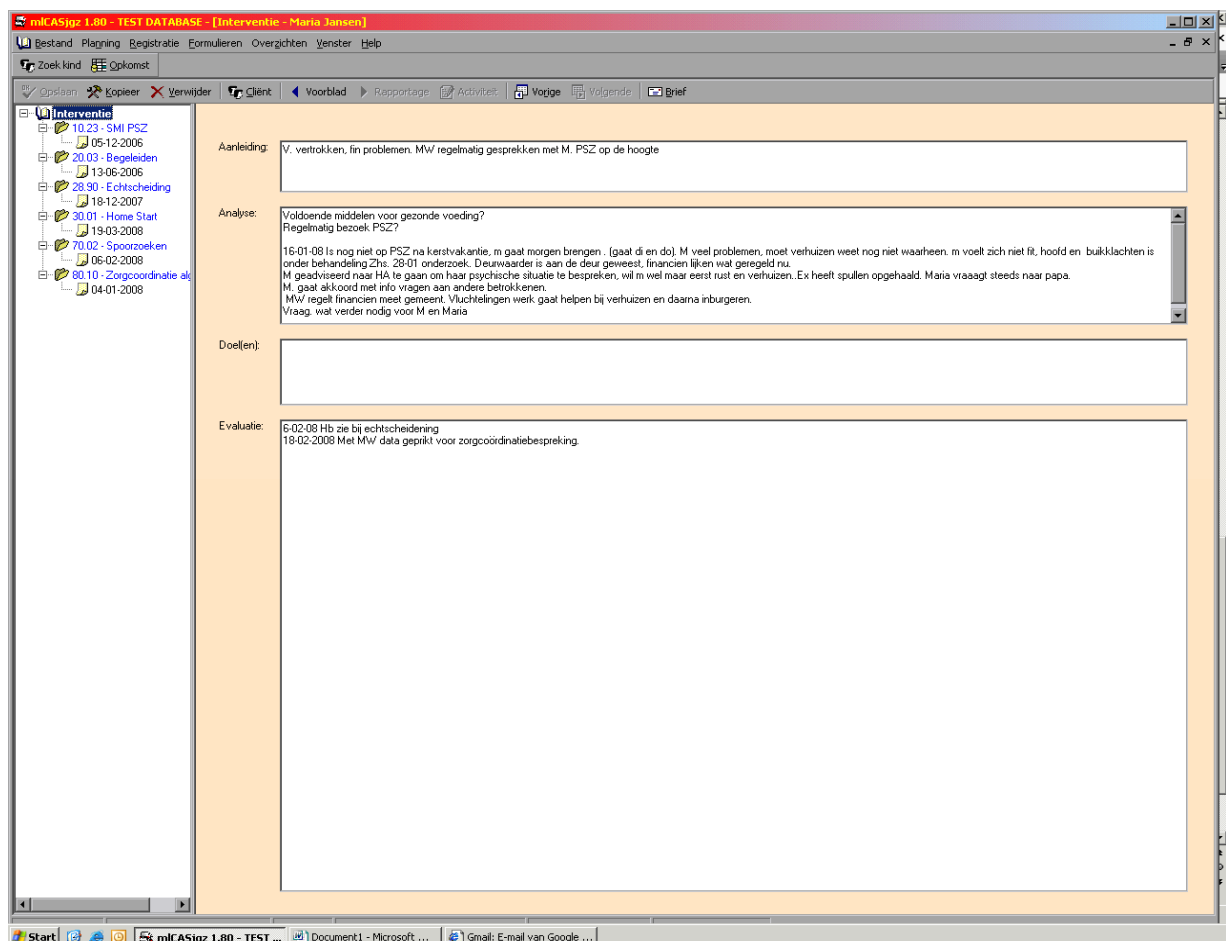 mlCASjgz 1.80 - TEST DATABASE - [Interventie - Maria Jansen]
Bestand Planning Registratie Formulieren Overzichten Venster Help
Zoek kind Opkomst
Opslaan Kopieer Verwijder Cliënt Voorblad Rapportage Activiteit Vorige Volgende Brief
Interventie
10.23 - SMI PSZ
05-12-2006
20.03 - Begeleiden
13-06-2006
28.90 - Echtscheiding
18-12-2007
30.01 - Home Start
19-03-2008
70.02 - Spoorzoeken
06-02-2008
80.10 - Zorgcoordinatie alg
04-01-2008
Aanleiding:
V. vertrokken, fin problemen. MW regelmatig gesprekken met M. PSZ op de hoogte
Analyse:
Voldoende middelen voor gezonde voeding?
Regelmatig bezoek PSZ?
16-01-08 Is nog niet op PSZ na kerstvakantie, m gaat morgen brengen . (gaat di en do). M veel problemen, moet verhuizen weet nog niet waarheen. m voelt zich niet fit, hoofd en buikklachten is
onder behandeling Zhs. 28-01 onderzoek. Deurwaarder is aan de deur geweest, financien lijken wat geregeld nu.
M geadviseerd naar HA te gaan om haar psychische situatie te bespreken, wil m wel maar eerst rust en verhuizen..Ex heeft spullen opgehaald. Maria vraaagt steeds naar papa.
M. gaat akkoord met info vragen aan andere betrokkenen.
MW regelt financien meet gemeent. Vluchtelingen werk gaat helpen bij verhuizen en daarna inburgeren.
Vraag. wat verder nodig voor M en Maria
Doel(en):
Evaluatie:
6-02-08 Hb zie bij echtscheidening
18-02-2008 Met MW data geprikt voor zorgcoördinatiebespreking.
Start mlCASjgz 1.80 - TEST ... Document1 - Microsoft ... Gmail: E-mail van Google ...